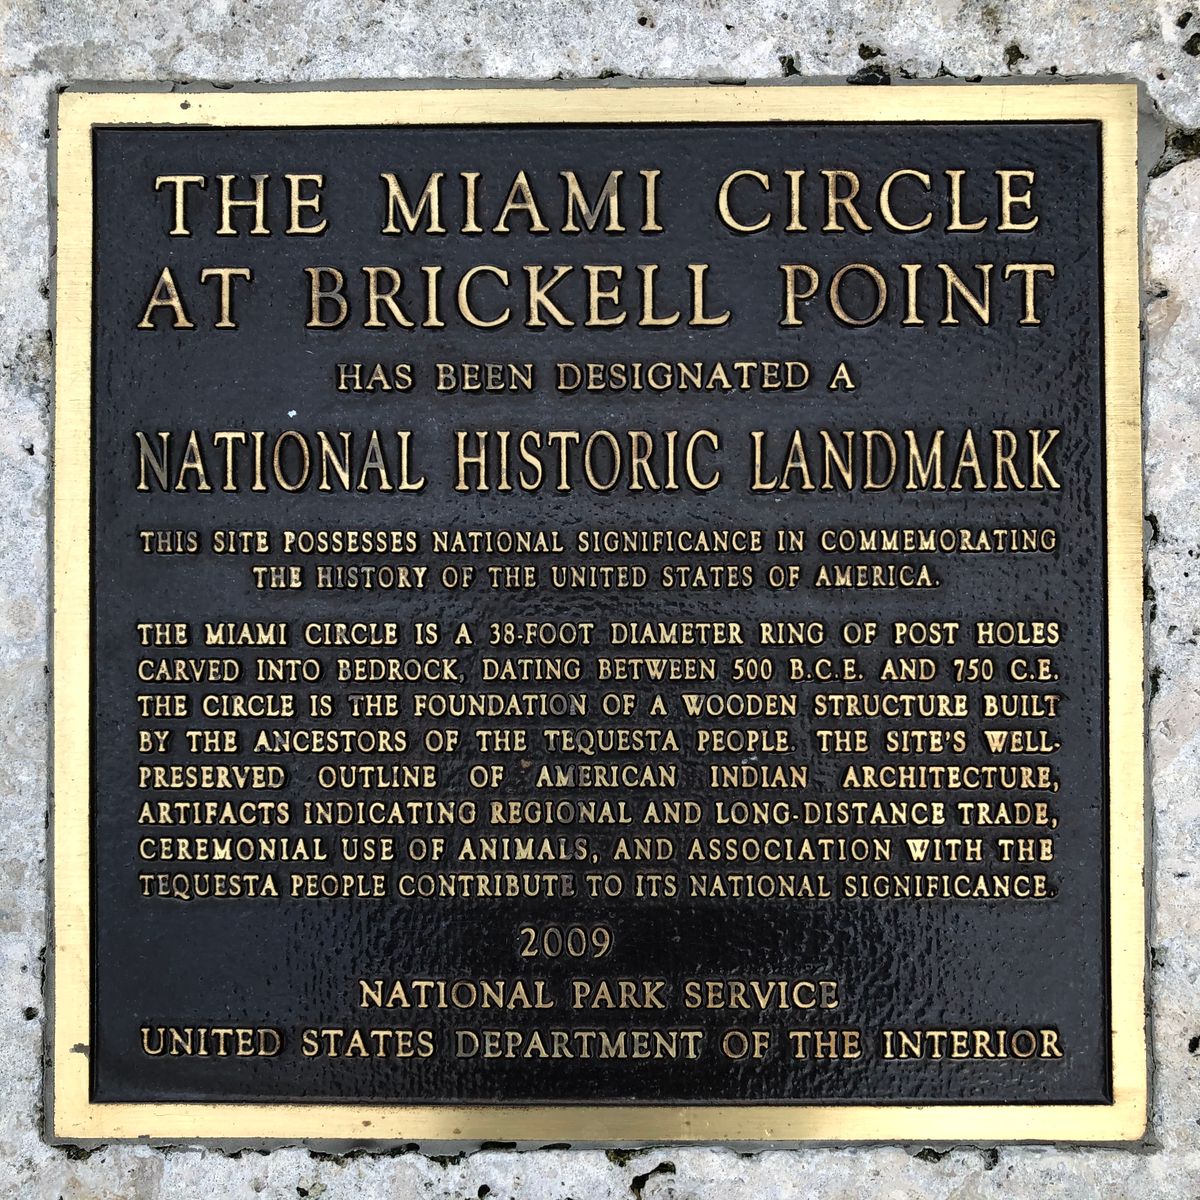 THE MIAMI CIRCLE
AT BRICKELL POINT
HAS BEEN DESIGNATED A
NATIONAL HISTORIC LANDMARK
THIS SITE POSSESSES NATIONAL SIGNIFICANCE IN COMMEMORATING
THE HISTORY OF THE UNITED STATES OF AMERICA.
THE MIAMI CIRCLE IS A 38-FOOT DIAMETER RING OF POST HOLES
CARVED INTO BEDROCK, DATING BETWEEN 500 B.C.E. AND 750 C.E.
THE CIRCLE IS THE FOUNDATION OF A WOODEN STRUCTURE BUILT
BY THE ANCESTORS OF THE TEQUESTA PEOPLE. THE SITE'S WELL-
PRESERVED OUTLINE OF AMERICAN INDIAN ARCHITECTURE,
ARTIFACTS INDICATING REGIONAL AND LONG-DISTANCE TRADE,
CEREMONIAL USE OF ANIMALS, AND ASSOCIATION WITH THE
TEQUESTA PEOPLE CONTRIBUTE TO ITS NATIONAL SIGNIFICANCE.
2009
NATIONAL PARK SERVICE
UNITED STATES DEPARTMENT OF THE INTERIOR